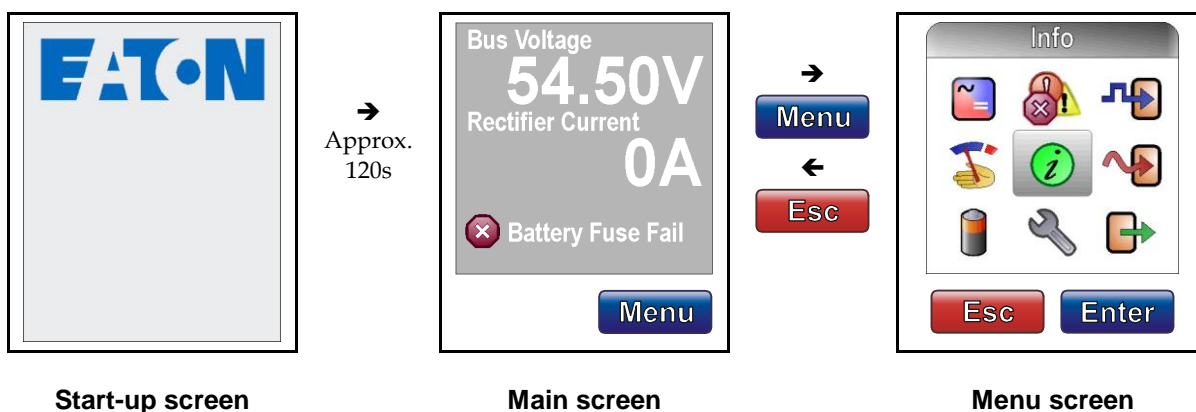 EATON
➔
Approx.
120s
Bus Voltage
54.50V
Rectifier Current
0A
Battery Fuse Fail
Menu
➔
Menu
🡨
Esc
Info
Esc
Enter
Start-up screen
Main screen
Menu screen